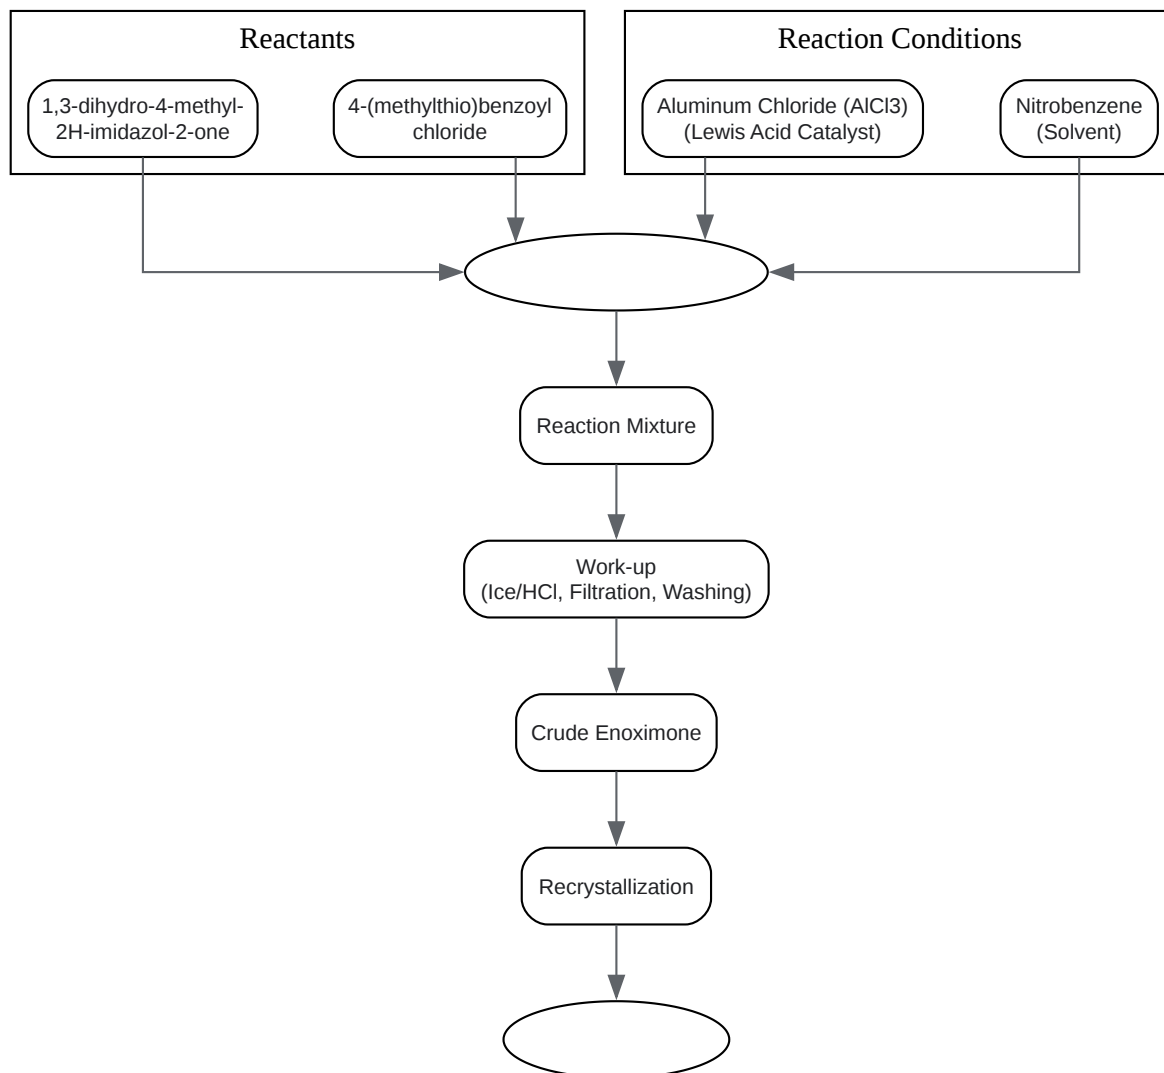 Reactants
Reaction Conditions
1,3-dihydro-4-methyl-
2H-imidazol-2-one
4-(methylthio)benzoyl
chloride
Aluminum Chloride (AlCl3)
(Lewis Acid Catalyst)
Nitrobenzene
(Solvent)
Reaction Mixture
Work-up
(Ice/HCl, Filtration, Washing)
Crude Enoximone
Recrystallization